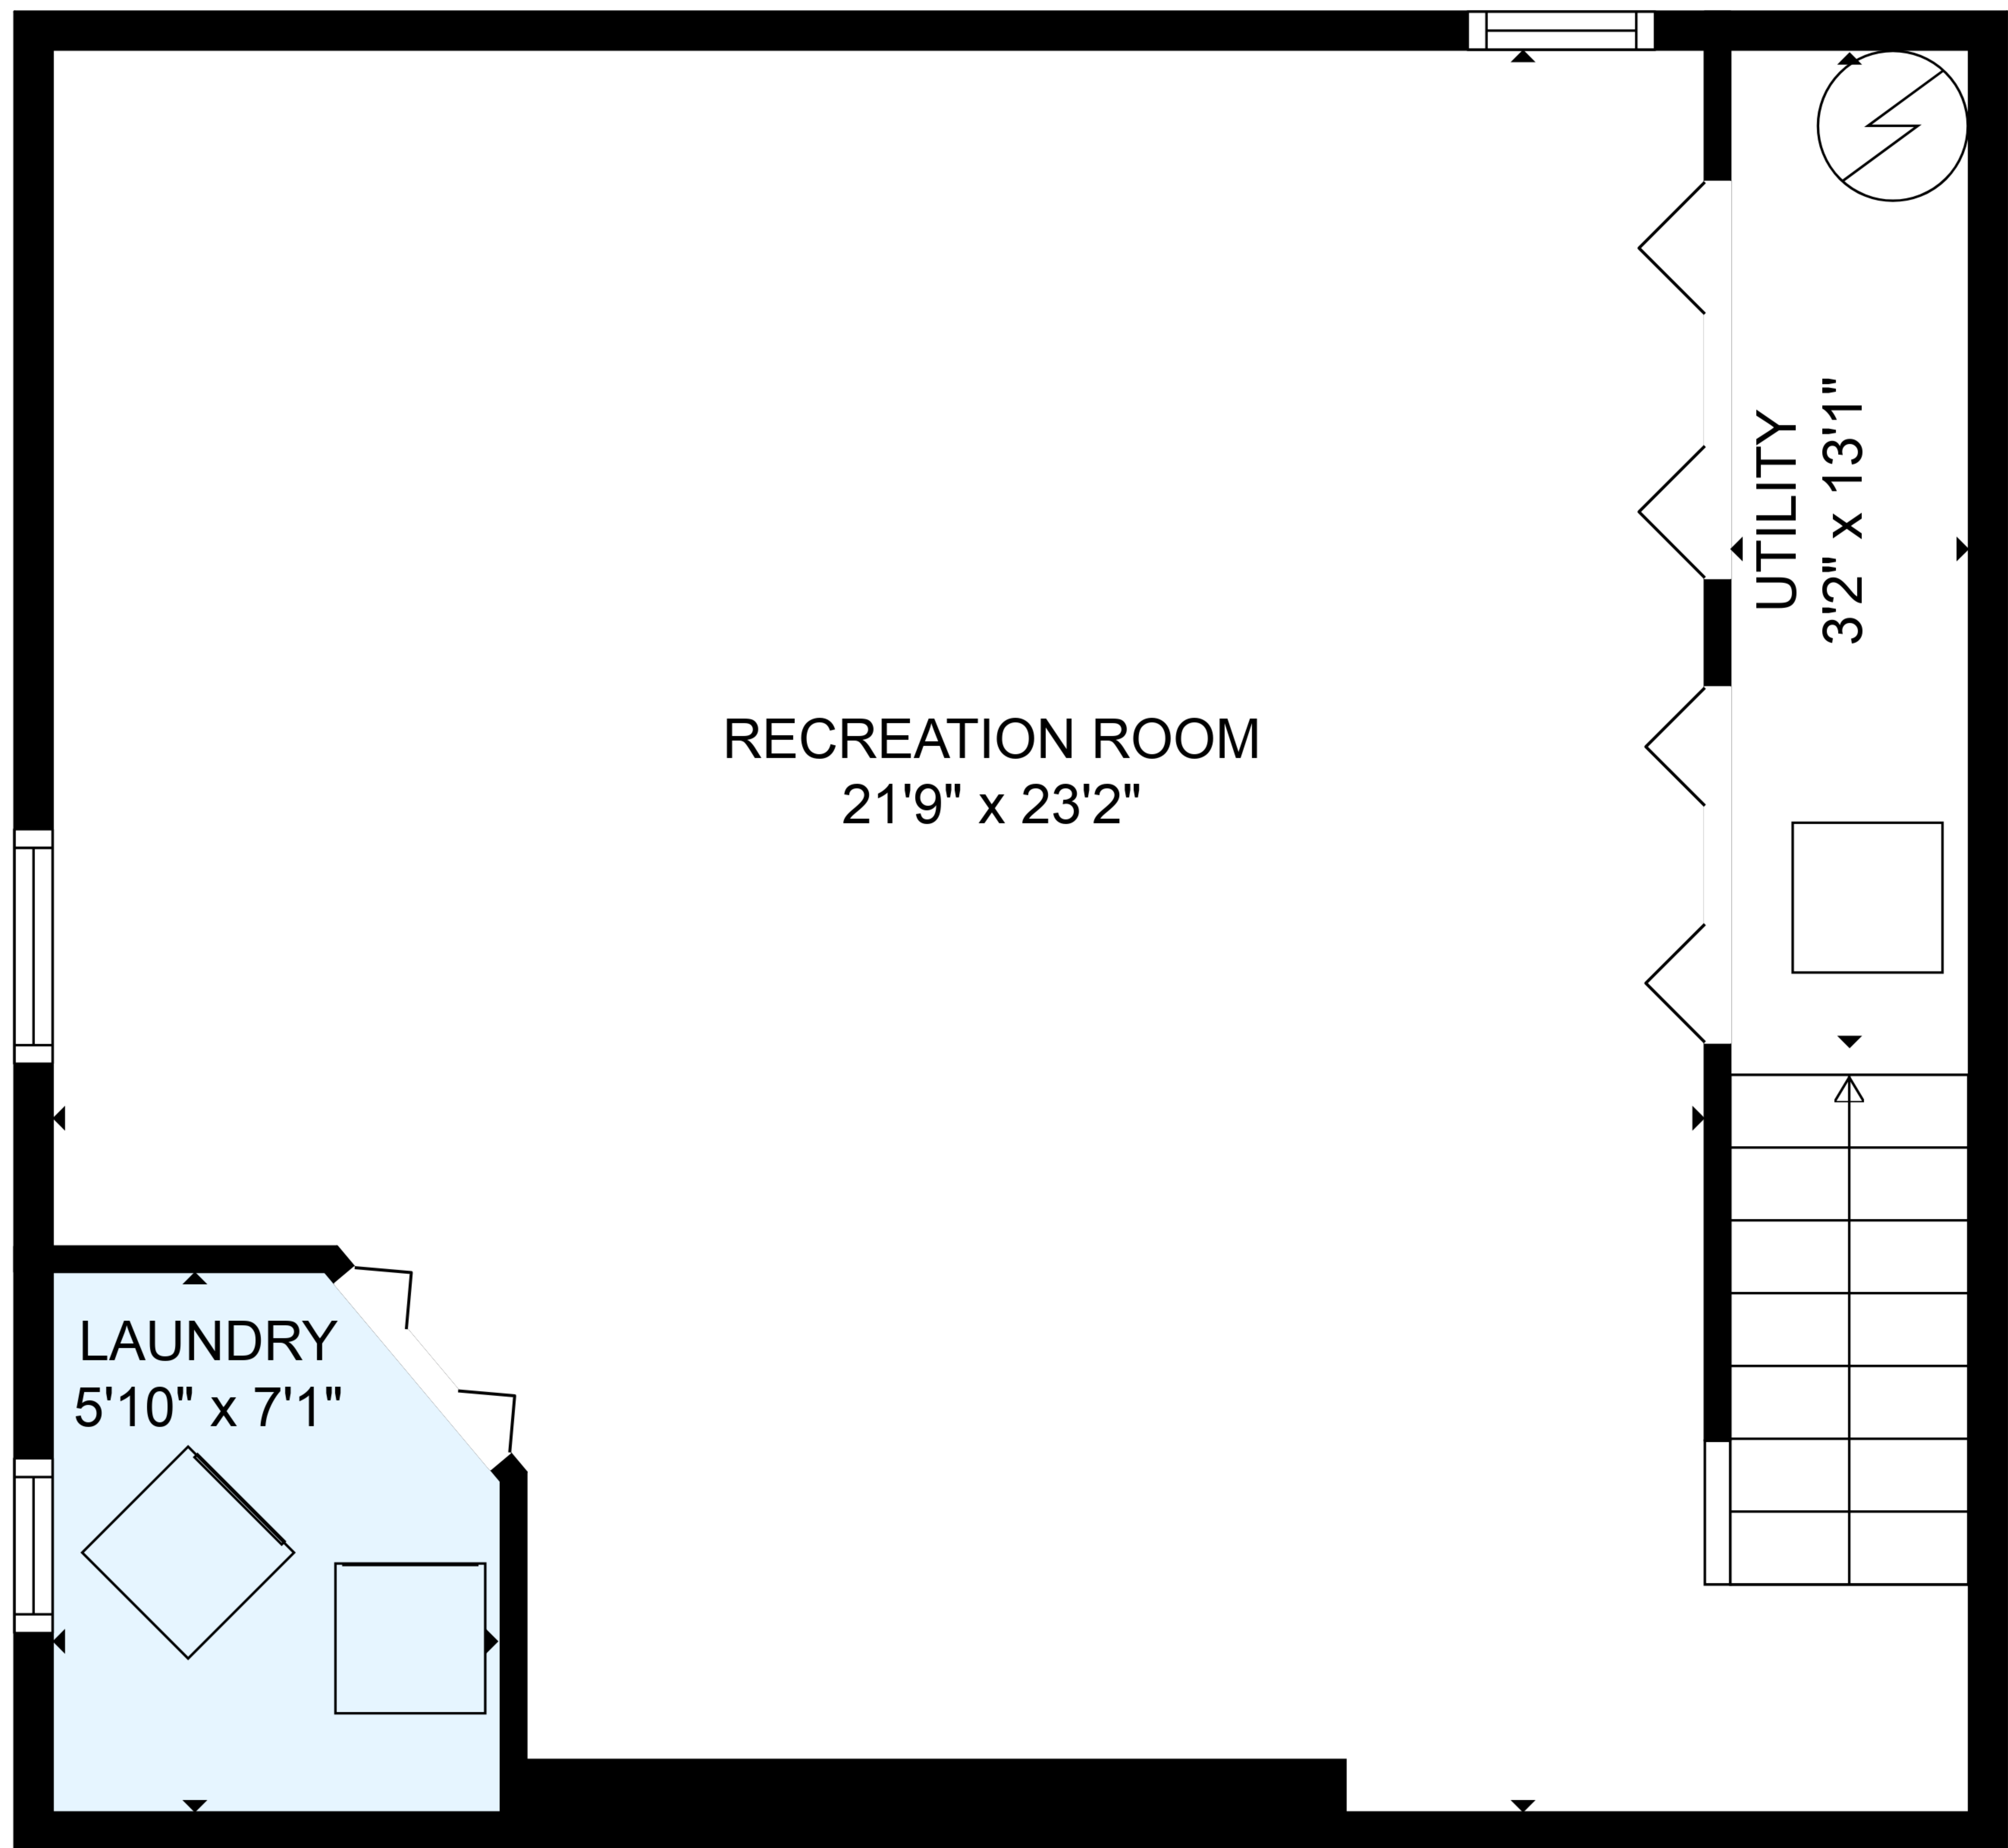 UTILITY
3'2" x 13'1"
RECREATION ROOM
21'9" x 23'2"
LAUNDRY
5'10" x 7'1"